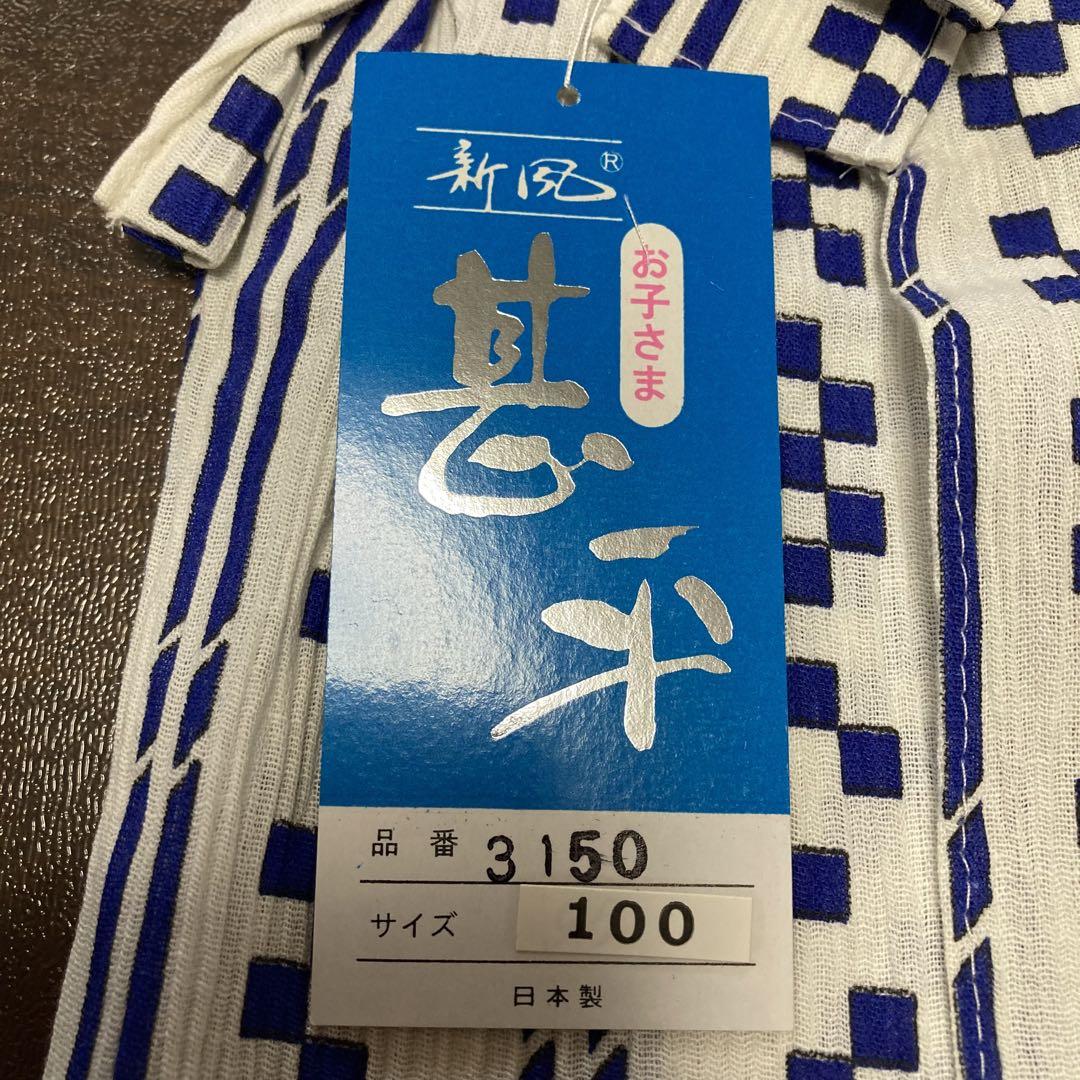 新風®
お子さま
甚平
品番 3150
サイズ 100
日本製